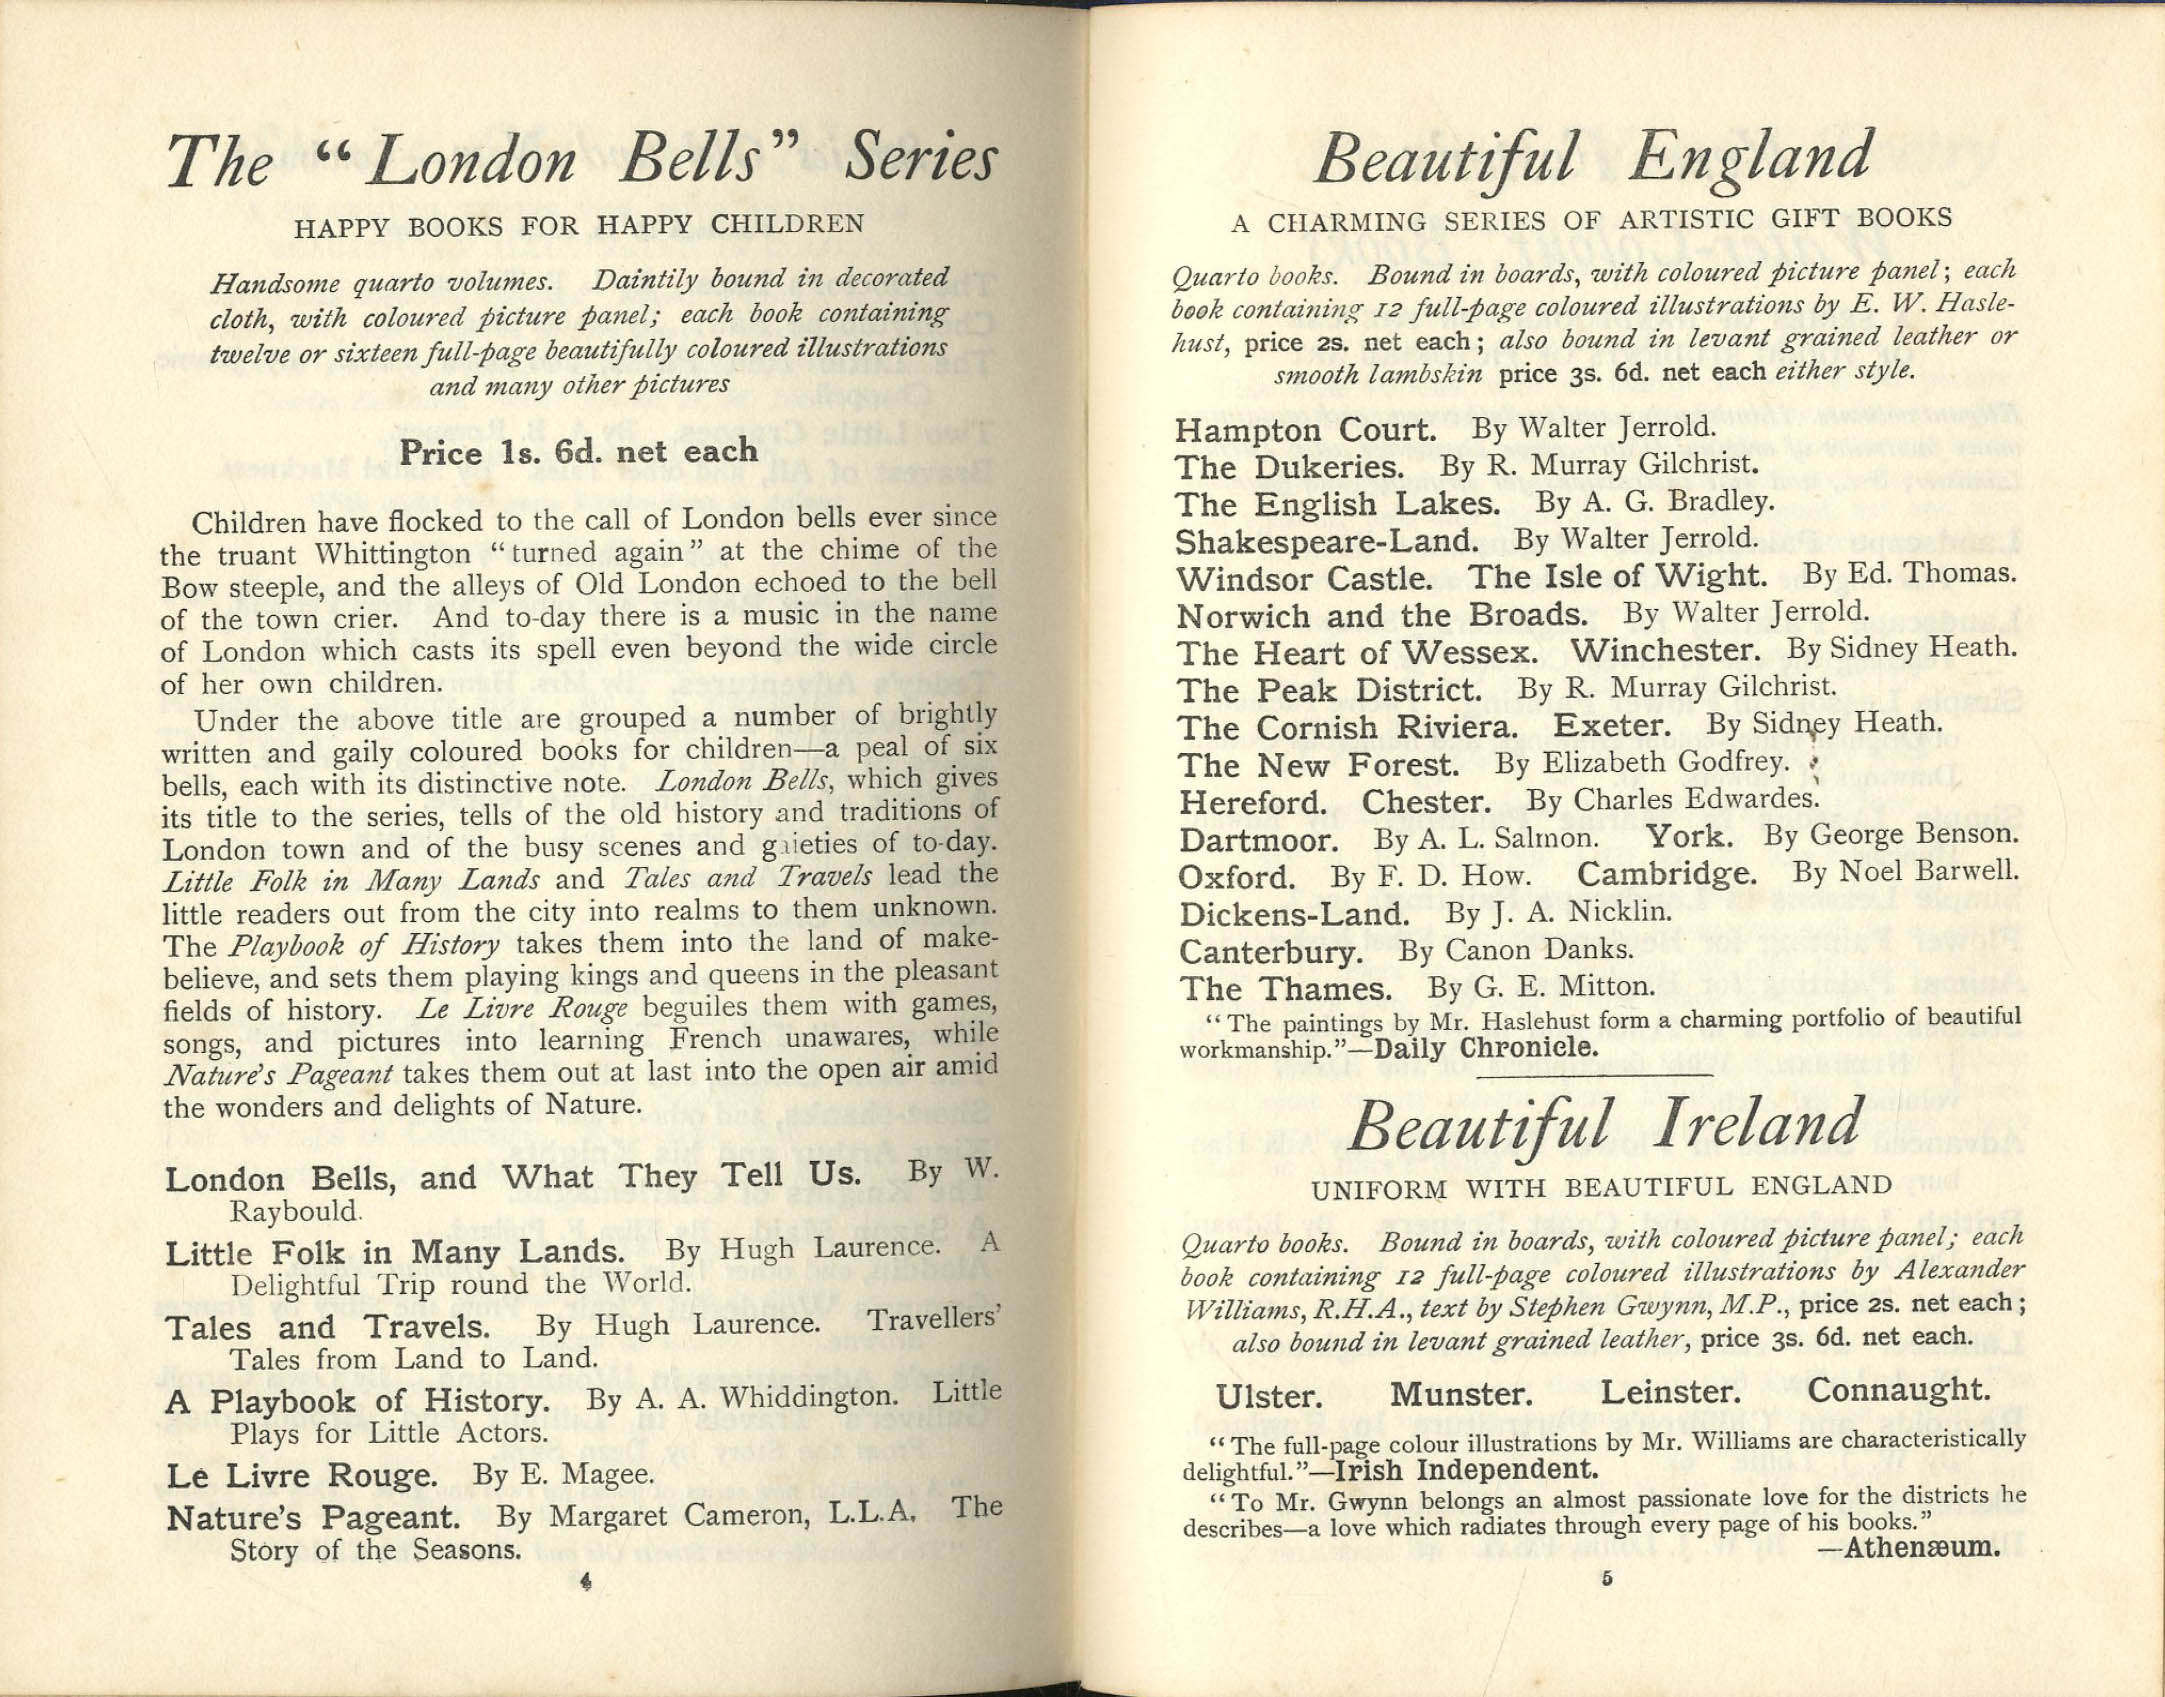 The “London Bells” Series
HAPPY BOOKS FOR HAPPY CHILDREN
Handsome quarto volumes. Daintily bound in decorated
cloth, with coloured picture panel; each book containing
twelve or sixteen full-page beautifully coloured illustrations
and many other pictures
Price 1s. 6d. net each
Children have flocked to the call of London bells ever since
the truant Whittington “turned again” at the chime of the
Bow steeple, and the alleys of Old London echoed to the bell
of the town crier. And to-day there is a music in the name
of London which casts its spell even beyond the wide circle
of her own children.
Under the above title are grouped a number of brightly
written and gaily coloured books for children—a peal of six
bells, each with its distinctive note. London Bells, which gives
its title to the series, tells of the old history and traditions of
London town and of the busy scenes and gaieties of to-day.
Little Folk in Many Lands and Tales and Travels lead the
little readers out from the city into realms to them unknown.
The Playbook of History takes them into the land of make-
believe, and sets them playing kings and queens in the pleasant
fields of history. Le Livre Rouge beguiles them with games,
songs, and pictures into learning French unawares, while
Nature's Pageant takes them out at last into the open air amid
the wonders and delights of Nature.
London Bells, and What They Tell Us. By W.
Raybould.
Little Folk in Many Lands. By Hugh Laurence. A
Delightful Trip round the World.
Tales and Travels. By Hugh Laurence. Travellers'
Tales from Land to Land.
A Playbook of History. By A. A. Whiddington. Little
Plays for Little Actors.
Le Livre Rouge. By E. Magee.
Nature's Pageant. By Margaret Cameron, L.L.A. The
Story of the Seasons.
4
Beautiful England
A CHARMING SERIES OF ARTISTIC GIFT BOOKS
Quarto books. Bound in boards, with coloured picture panel; each
book containing 12 full-page coloured illustrations by E. W. Hasle-
hust, price 2s. net each; also bound in levant grained leather or
smooth lambskin price 3s. 6d. net each either style.
Hampton Court. By Walter Jerrold.
The Dukeries. By R. Murray Gilchrist.
The English Lakes. By A. G. Bradley.
Shakespeare-Land. By Walter Jerrold.
Windsor Castle. The Isle of Wight. By Ed. Thomas.
Norwich and the Broads. By Walter Jerrold.
The Heart of Wessex. Winchester. By Sidney Heath.
The Peak District. By R. Murray Gilchrist.
The Cornish Riviera. Exeter. By Sidney Heath.
The New Forest. By Elizabeth Godfrey.
Hereford. Chester. By Charles Edwardes.
Dartmoor. By A. L. Salmon. York. By George Benson.
Oxford. By F. D. How. Cambridge. By Noel Barwell.
Dickens-Land. By J. A. Nicklin.
Canterbury. By Canon Danks.
The Thames. By G. E. Mitton.
“The paintings by Mr. Haslehust form a charming portfolio of beautiful
workmanship.”—Daily Chronicle.
Beautiful Ireland
UNIFORM WITH BEAUTIFUL ENGLAND
Quarto books. Bound in boards, with coloured picture panel; each
book containing 12 full-page coloured illustrations by Alexander
Williams, R.H.A., text by Stephen Gwynn, M.P., price 2s. net each;
also bound in levant grained leather, price 3s. 6d. net each.
Ulster. Munster. Leinster. Connaught.
“The full-page colour illustrations by Mr. Williams are characteristically
delightful.”—Irish Independent.
“To Mr. Gwynn belongs an almost passionate love for the districts he
describes—a love which radiates through every page of his books.”
—Athenæum.
5